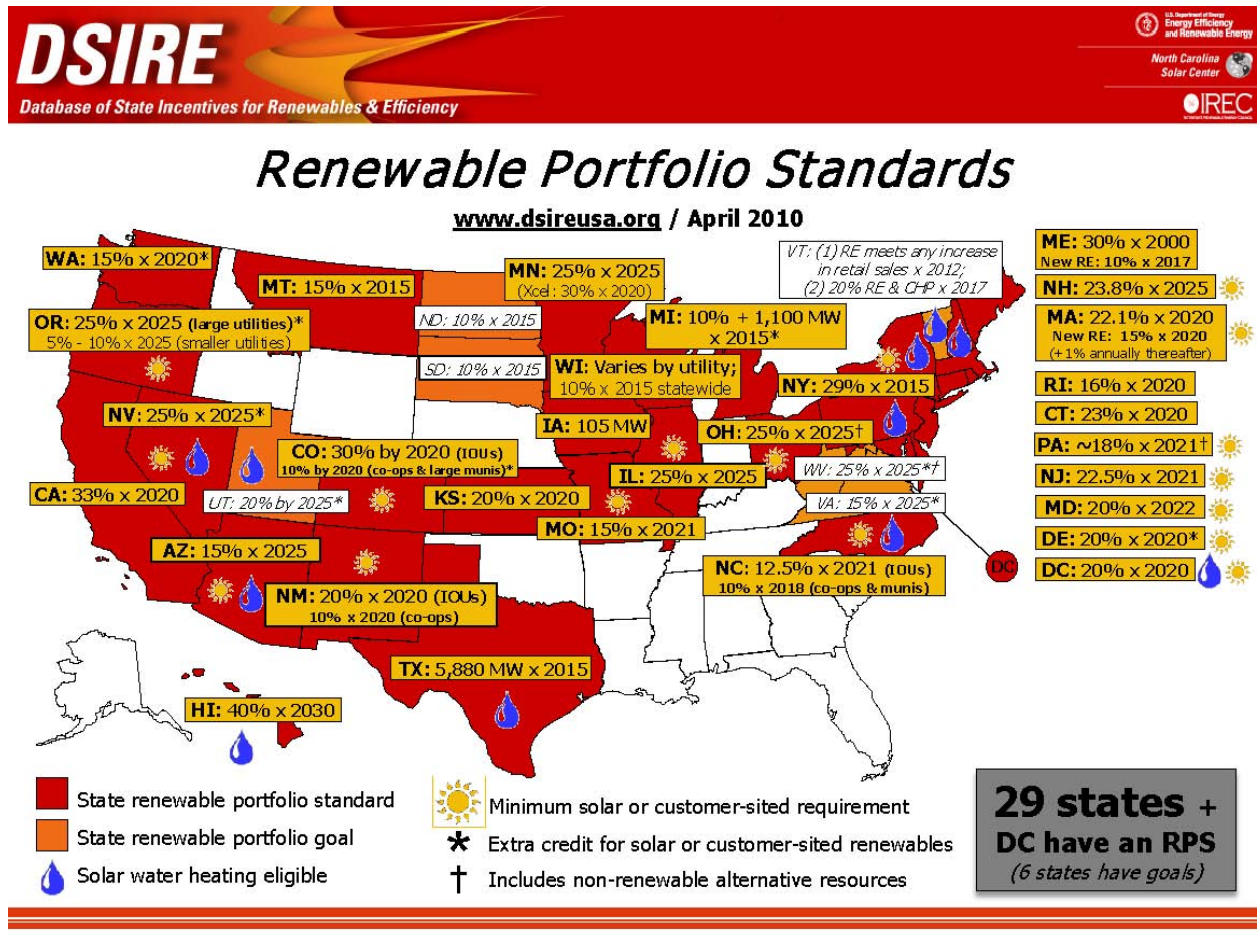 DSIRE
Database of State Incentives for Renewables & Efficiency
U.S. Department of Energy
Energy Efficiency
and Renewable Energy
North Carolina
Solar Center
IREC
Renewable Portfolio Standards
www.dsireusa.org / April 2010
WA: 15% x 2020*
MT: 15% x 2015
MN: 25% x 2025
(Xcel: 30% x 2020)
VT: (1) RE meets any increase
in retail sales x 2012;
(2) 20% RE & CHP x 2017
OR: 25% x 2025 (large utilities)*
5% - 10% x 2025 (smaller utilities)
ND: 10% x 2015
MI: 10% + 1,100 MW
x 2015*
SD: 10% x 2015
WI: Varies by utility;
10% x 2015 statewide
NY: 29% x 2015
NV: 25% x 2025*
IA: 105 MW
OH: 25% x 2025†
CO: 30% by 2020 (IOUs)
10% by 2020 (co-ops & large munis)*
IL: 25% x 2025
WV: 25% x 2025*†
CA: 33% x 2020
UT: 20% by 2025*
KS: 20% x 2020
VA: 15% x 2025*
MO: 15% x 2021
AZ: 15% x 2025
NC: 12.5% x 2021 (IOUs)
10% x 2018 (co-ops & munis)
DC
NM: 20% x 2020 (IOUs)
10% x 2020 (co-ops)
TX: 5,880 MW x 2015
HI: 40% x 2030
ME: 30% x 2000
New RE: 10% x 2017
NH: 23.8% x 2025
MA: 22.1% x 2020
New RE: 15% x 2020
(+1% annually thereafter)
RI: 16% x 2020
CT: 23% x 2020
PA: ~18% x 2021†
NJ: 22.5% x 2021
MD: 20% x 2022
DE: 20% x 2020*
DC: 20% x 2020
State renewable portfolio standard
State renewable portfolio goal
Solar water heating eligible
Minimum solar or customer-sited requirement
* Extra credit for solar or customer-sited renewables
† Includes non-renewable alternative resources
29 states +
DC have an RPS
(6 states have goals)